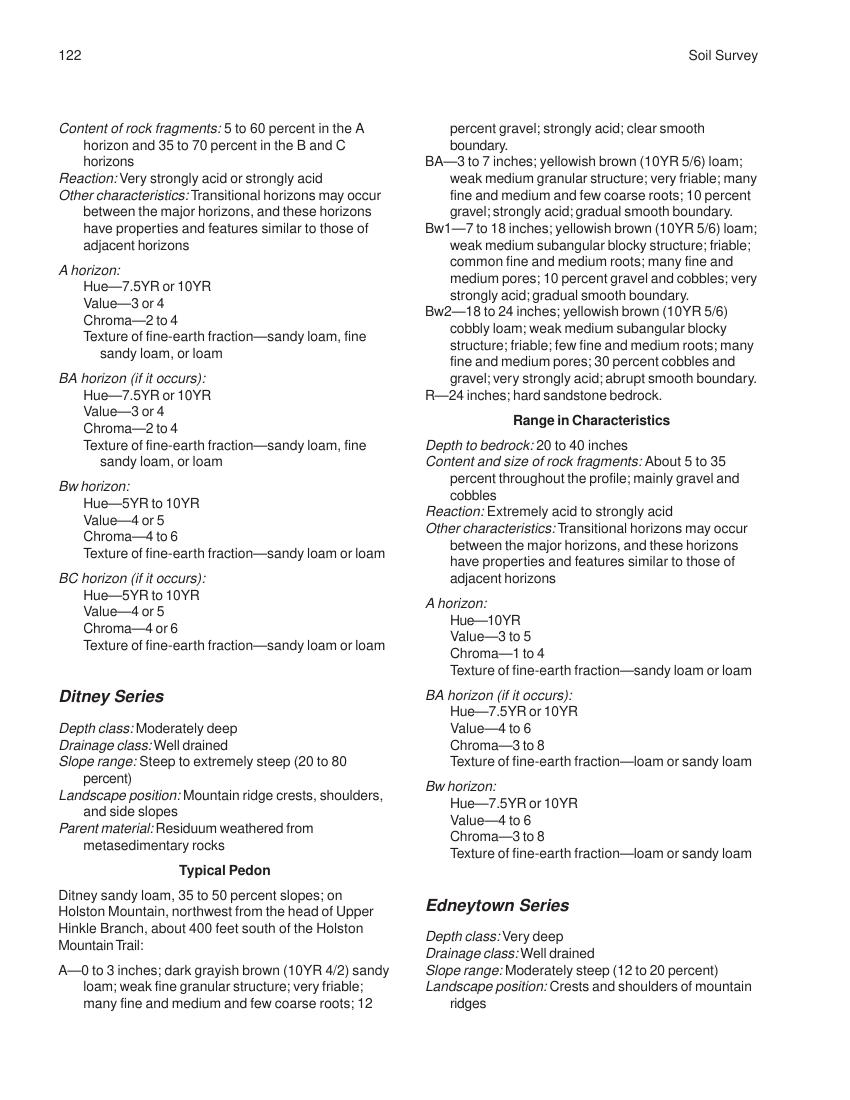 122
Soil Survey
Content of rock fragments: 5 to 60 percent in the A
horizon and 35 to 70 percent in the B and C
horizons
Reaction: Very strongly acid or strongly acid
Other characteristics: Transitional horizons may occur
between the major horizons, and these horizons
have properties and features similar to those of
adjacent horizons
A horizon:
Hue—7.5YR or 10YR
Value—3 or 4
Chroma—2 to 4
Texture of fine-earth fraction—sandy loam, fine
sandy loam, or loam
BA horizon (if it occurs):
Hue—7.5YR or 10YR
Value—3 or 4
Chroma—2 to 4
Texture of fine-earth fraction—sandy loam, fine
sandy loam, or loam
Bw horizon:
Hue—5YR to 10YR
Value—4 or 5
Chroma—4 to 6
Texture of fine-earth fraction—sandy loam or loam
BC horizon (if it occurs):
Hue—5YR to 10YR
Value—4 or 5
Chroma—4 or 6
Texture of fine-earth fraction—sandy loam or loam
Ditney Series
Depth class: Moderately deep
Drainage class: Well drained
Slope range: Steep to extremely steep (20 to 80
percent)
Landscape position: Mountain ridge crests, shoulders,
and side slopes
Parent material: Residuum weathered from
metasedimentary rocks
Typical Pedon
Ditney sandy loam, 35 to 50 percent slopes; on
Holston Mountain, northwest from the head of Upper
Hinkle Branch, about 400 feet south of the Holston
Mountain Trail:
A—0 to 3 inches; dark grayish brown (10YR 4/2) sandy
loam; weak fine granular structure; very friable;
many fine and medium and few coarse roots; 12
percent gravel; strongly acid; clear smooth
boundary.
BA—3 to 7 inches; yellowish brown (10YR 5/6) loam;
weak medium granular structure; very friable; many
fine and medium and few coarse roots; 10 percent
gravel; strongly acid; gradual smooth boundary.
Bw1—7 to 18 inches; yellowish brown (10YR 5/6) loam;
weak medium subangular blocky structure; friable;
common fine and medium roots; many fine and
medium pores; 10 percent gravel and cobbles; very
strongly acid; gradual smooth boundary.
Bw2—18 to 24 inches; yellowish brown (10YR 5/6)
cobbly loam; weak medium subangular blocky
structure; friable; few fine and medium roots; many
fine and medium pores; 30 percent cobbles and
gravel; very strongly acid; abrupt smooth boundary.
R—24 inches; hard sandstone bedrock.
Range in Characteristics
Depth to bedrock: 20 to 40 inches
Content and size of rock fragments: About 5 to 35
percent throughout the profile; mainly gravel and
cobbles
Reaction: Extremely acid to strongly acid
Other characteristics: Transitional horizons may occur
between the major horizons, and these horizons
have properties and features similar to those of
adjacent horizons
A horizon:
Hue—10YR
Value—3 to 5
Chroma—1 to 4
Texture of fine-earth fraction—sandy loam or loam
BA horizon (if it occurs):
Hue—7.5YR or 10YR
Value—4 to 6
Chroma—3 to 8
Texture of fine-earth fraction—loam or sandy loam
Bw horizon:
Hue—7.5YR or 10YR
Value—4 to 6
Chroma—3 to 8
Texture of fine-earth fraction—loam or sandy loam
Edneytown Series
Depth class: Very deep
Drainage class: Well drained
Slope range: Moderately steep (12 to 20 percent)
Landscape position: Crests and shoulders of mountain
ridges